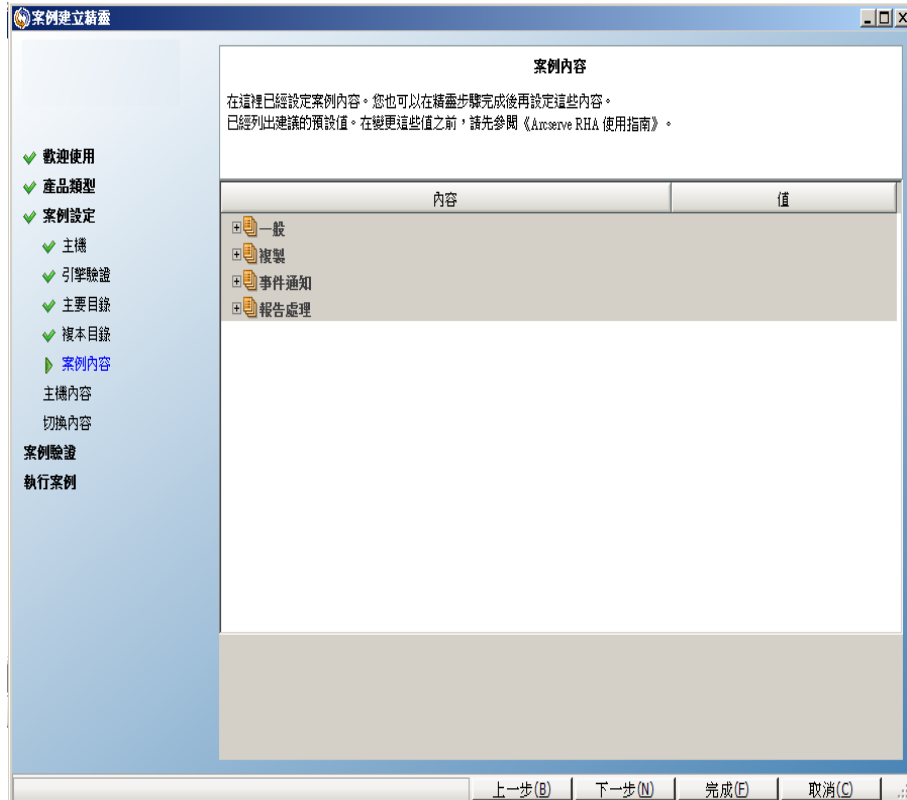 案例建立精靈
案例內容
在這裡已經設定案例內容。您也可以在精靈步驟完成後再設定這些內容。
已經列出建議的預設值。在變更這些值之前，請先參閱《Arcserve RHA 使用指南》。
歡迎使用
產品類型
案例設定
主機
引擎驗證
主要目錄
複本目錄
案例內容
主機內容
切換內容
案例驗證
執行案例
內容 值
一般
複製
事件通知
報告處理
上一步(B) 下一步(N) 完成(F) 取消(C)